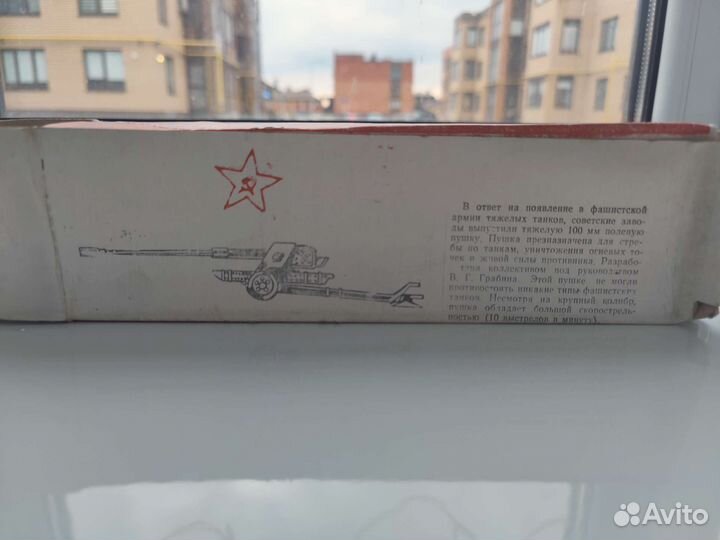 В ответ на появление в фашистской
армии тяжелых танков, советские заво-
ды выпустили тяжелую 100 мм полевую
пушку. Пушка презназначена для стре-
бы по танкам, уничтожения огневых то-
чек и живой силы противника. Разрабо-
тана коллективом под руководством
В. Г. Грабина. Этой пушке не могли
противостоять никакие типы фашистских
танков. Несмотря на крупный калибр,
пушка обладает большой скорострель-
ностью (10 выстрелов в минуту).
Avito